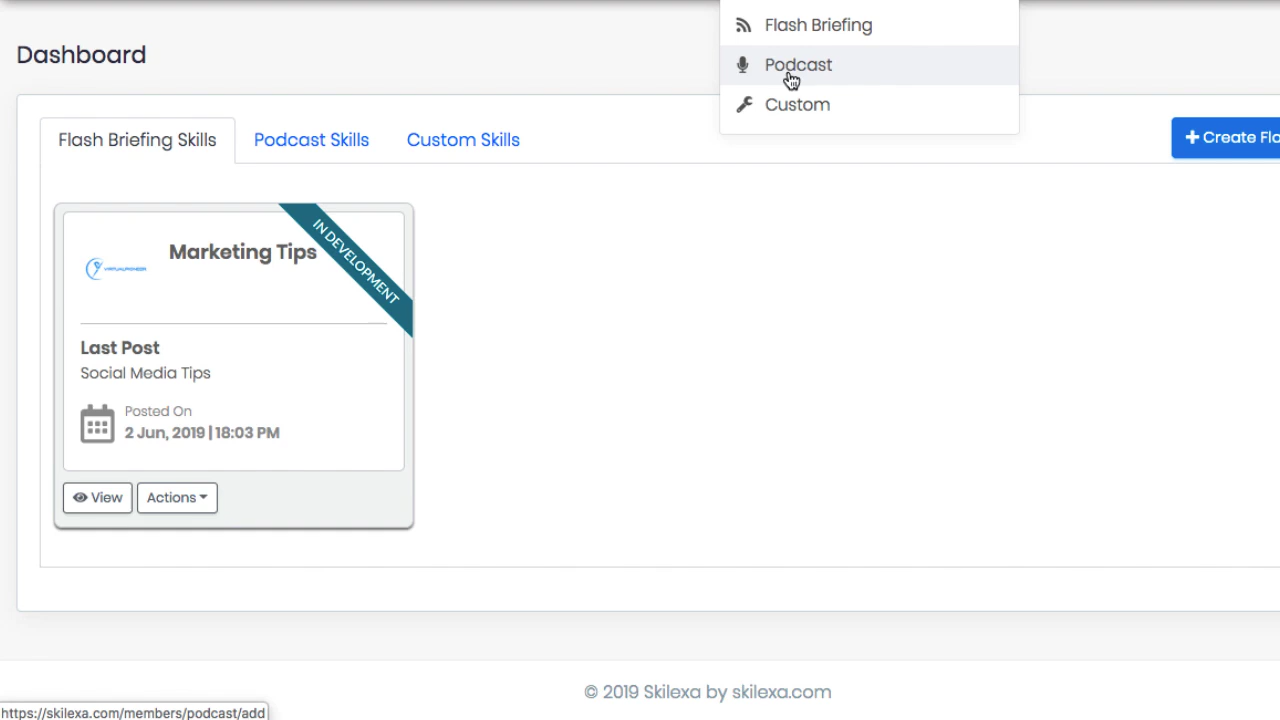 Flash Briefing
Podcast
Custom
Dashboard
Flash Briefing Skills
Podcast Skills
Custom Skills
Create Fla
IN DEVELOPMENT
Marketing Tips
VIRTUALPIONEER
Last Post
Social Media Tips
Posted On
2 Jun, 2019 | 18:03 PM
View
Actions
© 2019 Skilexa by skilexa.com
https://skilexa.com/members/podcast/add